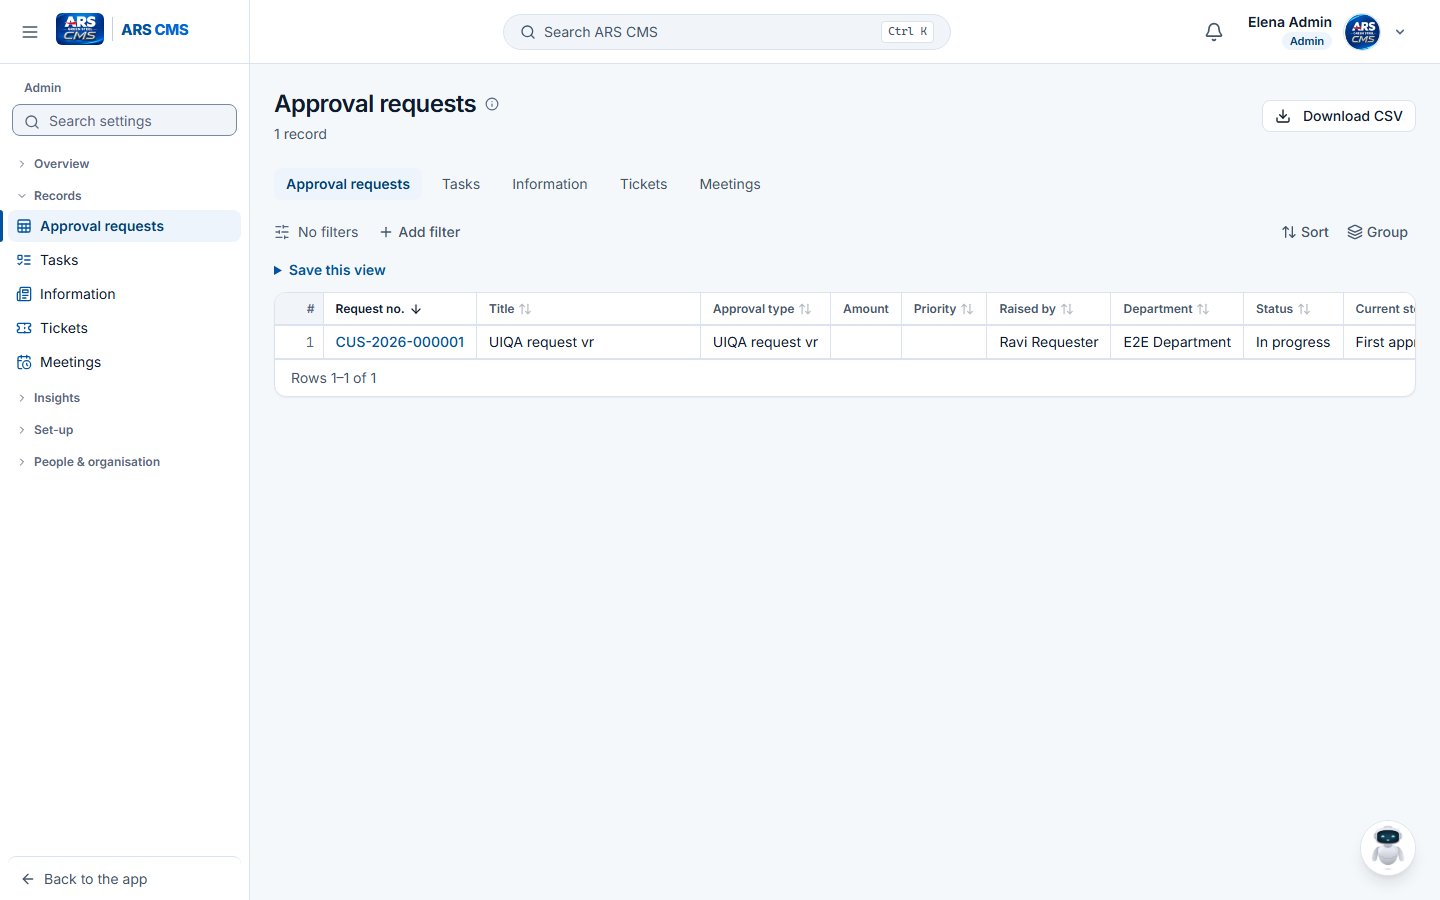 ARS CMS
Search ARS CMS
Ctrl K
Elena Admin
Admin
Admin
Search settings
Overview
Records
Approval requests
Tasks
Information
Tickets
Meetings
Insights
Set-up
People & organisation
Back to the app
Approval requests
1 record
Download CSV
Approval requests Tasks Information Tickets Meetings
No filters Add filter Sort Group
Save this view
# Request no. Title Approval type Amount Priority Raised by Department Status Current st
1 CUS-2026-000001 UIQA request vr UIQA request vr Ravi Requester E2E Department In progress First app
Rows 1–1 of 1